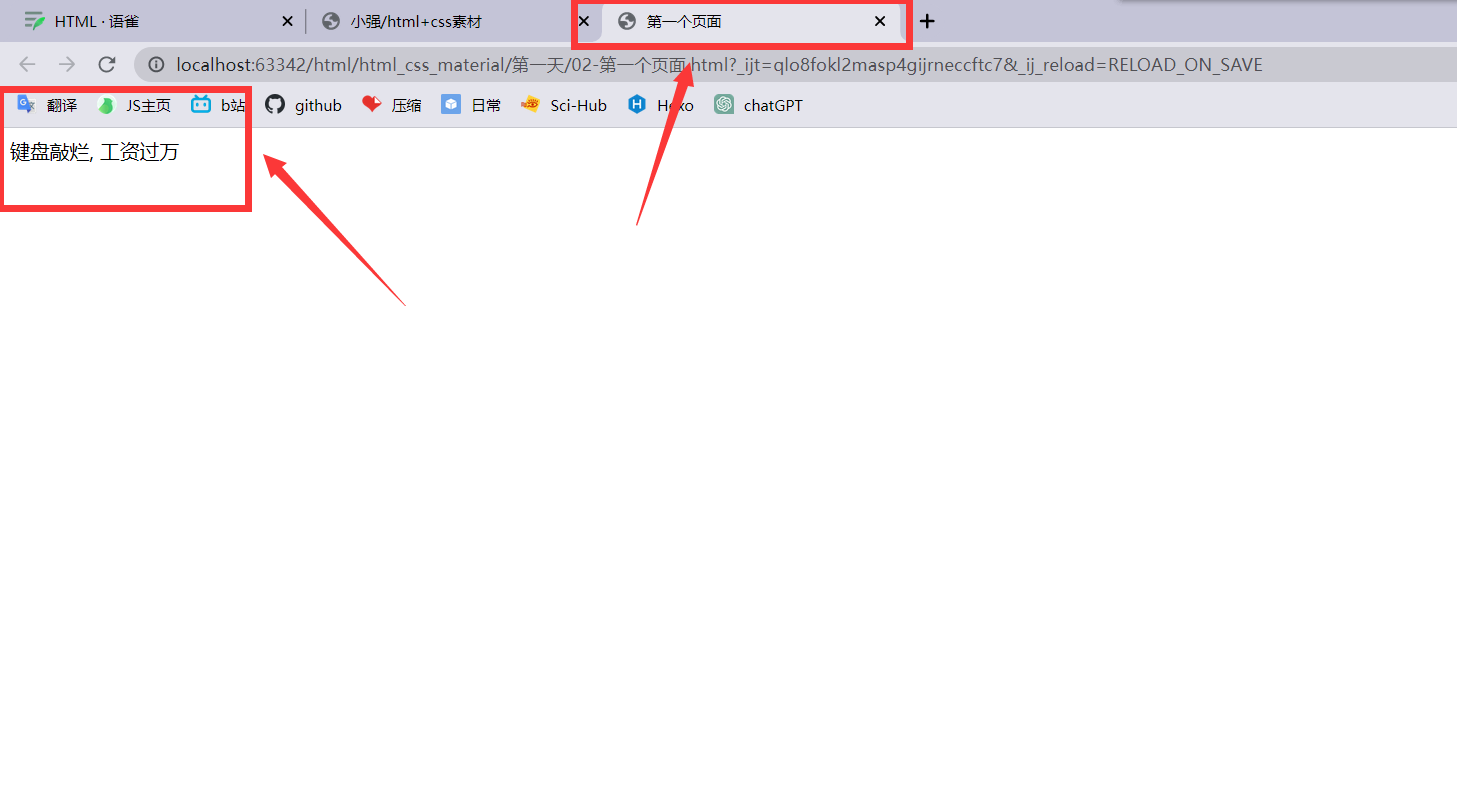 HTML · 语雀
小强/html+css素材
第一个页面
localhost:63342/html/html_css_material/第一天/02-第一个页面.html?_ijt=qlo8fokl2masp4gijrneccftc7&_ij_reload=RELOAD_ON_SAVE
翻译 JS主页 b站 github 压缩 日常 Sci-Hub Hexo chatGPT
键盘敲烂, 工资过万